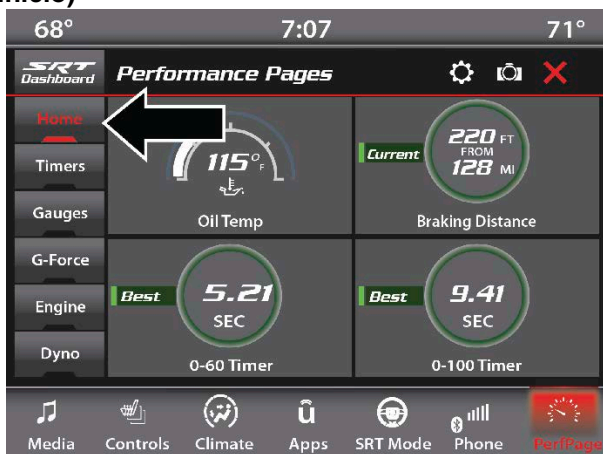 68° 7:07 71°
SRT
Dashboard
Performance Pages
Home
Timers
Gauges
G-Force
Engine
Dyno
115°F
Oil Temp
Current
220 FT
FROM
128 MI
Braking Distance
Best
5.21
SEC
0-60 Timer
Best
9.41
SEC
0-100 Timer
Media Controls Climate Apps SRT Mode Phone PerfPage